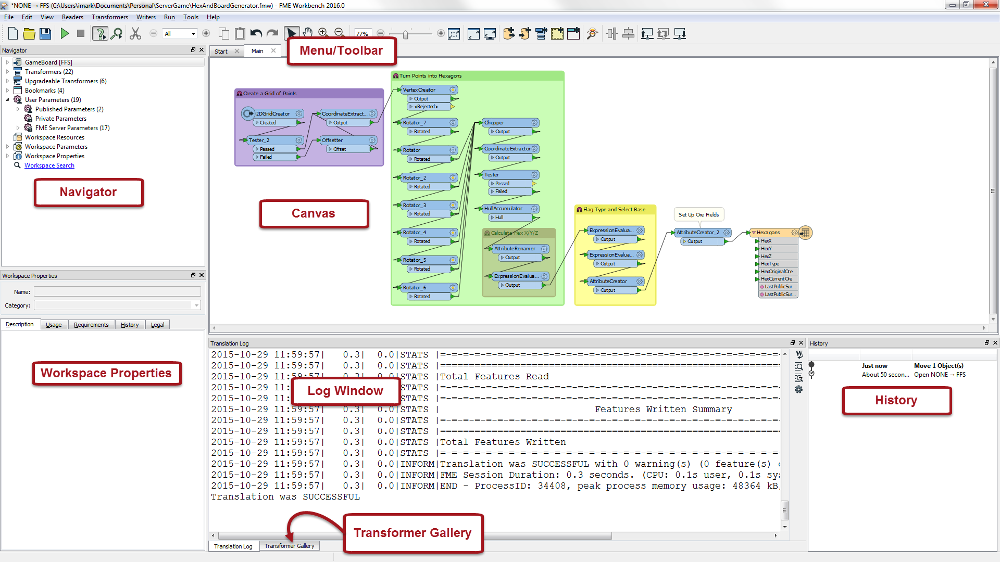 *NONE → FFS (C:\Users\imark\Documents\Personal\ServerGame\HexAndBoardGenerator.fmw) - FME Workbench 2016.0
File Edit View Readers Transformers Writers Run Tools Help
All
77%
Menu/Toolbar
Navigator
GameBoard [FFS]
Transformers (22)
Upgradeable Transformers (6)
Bookmarks (4)
User Parameters (19)
Published Parameters (2)
Private Parameters
FME Server Parameters (17)
Workspace Resources
Workspace Parameters
Workspace Properties
Workspace Search
Navigator
Workspace Properties
Name:
Category:
Description Usage Requirements History Legal
Workspace Properties
Start Main
Create a Grid of Points
2DGridCreator
Created
CoordinateExtract...
Output
Tester_2
Passed
Failed
Offsetter
Offset
Canvas
Turn Points into Hexagons
VertexCreator
Output
<Rejected>
Rotator_7
Rotated
Rotator
Rotated
Rotator_2
Rotated
Rotator_3
Rotated
Rotator_4
Rotated
Rotator_5
Rotated
Rotator_6
Rotated
Chopper
Output
CoordinateExtractor
Output
Tester
Passed
Failed
HullAccumulator
Hull
Calculate Hex X/Y/Z
AttributeRenamer
Output
ExpressionEvalua...
Output
Flag Type and Select Base
ExpressionEvalua...
Output
ExpressionEvalua...
Output
AttributeCreator
Output
Set Up Ore Fields
AttributeCreator_2
Output
Hexagons
HexX
HexY
HexZ
HexType
HexOriginalOre
HexCurrentOre
LastPublicSur...
LastPublicSur...
Translation Log
2015-10-29 11:59:57| 0.3| 0.0|STATS |=-=-=-=-=-=-=-=-=-=-=-=-=-=-=-=-=-=-=-=-=-=-=-=-=-=-=-=-=-=-
2015-10-29 11:59:57| 0.3| 0.0|STATS |===========================================================
2015-10-29 11:59:57| 0.3| 0.0|STATS |Total Features Read
2015-10-29 11:5 STATS |=-=-=-=-=-=-=-=-=-=-=-=-=-=-=-=-=-=-=-=-=-=-=-=-=-=-=-=-=-=-
2015-10-29 11:5 STATS |=-=-=-=-=-=-=-=-=-=-=-=-=-=-=-=-=-=-=-=-=-=-=-=-=-=-=-=-=-=-
2015-10-29 11:59:57| 0.3| 0.0|STATS | Features Written Summary
2015-10-29 11:59:57| 0.3| 0.0|STATS |=-=-=-=-=-=-=-=-=-=-=-=-=-=-=-=-=-=-=-=-=-=-=-=-=-=-=-=-=-=-
2015-10-29 11:59:57| 0.3| 0.0|STATS |===========================================================
2015-10-29 11:59:57| 0.3| 0.0|STATS |Total Features Written
2015-10-29 11:59:57| 0.3| 0.0|STATS |=-=-=-=-=-=-=-=-=-=-=-=-=-=-=-=-=-=-=-=-=-=-=-=-=-=-=-=-=-=-
2015-10-29 11:59:57| 0.3| 0.0|INFORM|Translation was SUCCESSFUL with 0 warning(s) (0 feature(s)
2015-10-29 11:59:57| 0.3| 0.0|INFORM|FME Session Duration: 0.3 seconds. (CPU: 0.1s user, 0.1s sys
2015-10-29 11:59:57| 0.3| 0.0|INFORM|END - ProcessID: 34408, peak process memory usage: 48364 kB,
Translation was SUCCESSFUL
Log Window
Transformer Gallery
Translation Log Transformer Gallery
History
Just now Move 1 Object(s)
About 50 secon... Open NONE → FFS
History